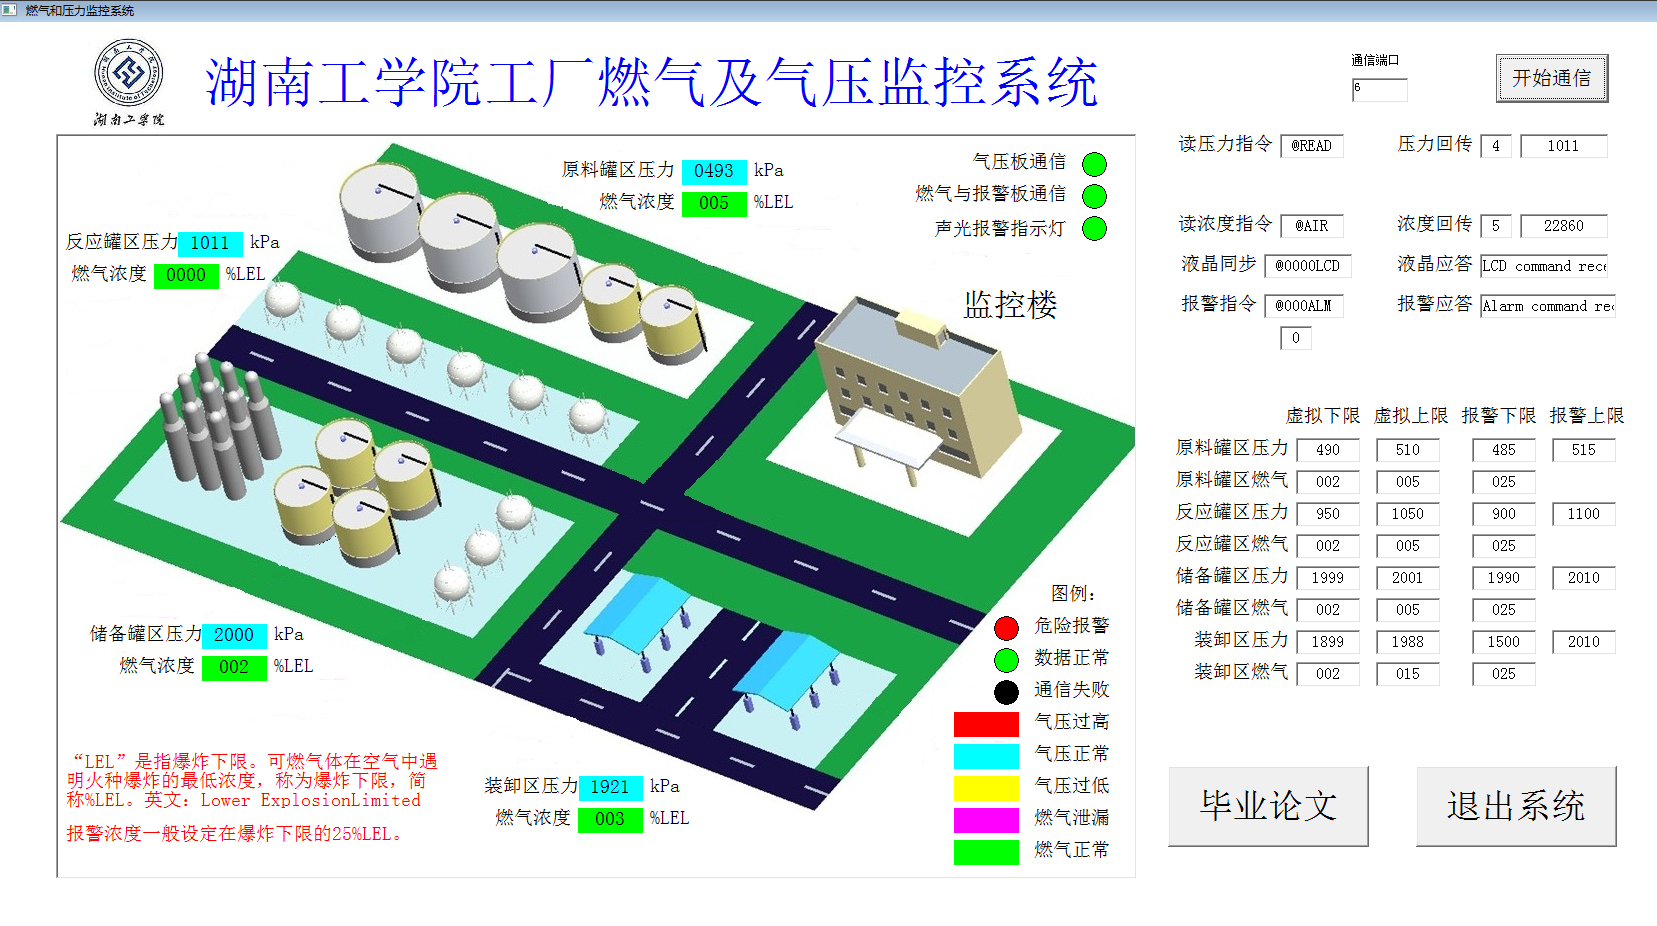 燃气和压力监控系统
湖南工学院
湖南工学院工厂燃气及气压监控系统
通信端口
6
开始通信
原料罐区压力 0493 kPa
燃气浓度 005 %LEL
气压板通信
燃气与报警板通信
声光报警指示灯
反应罐区压力 1011 kPa
燃气浓度 0000 %LEL
监控楼
储备罐区压力 2000 kPa
燃气浓度 002 %LEL
装卸区压力 1921 kPa
燃气浓度 003 %LEL
“LEL”是指爆炸下限。可燃气体在空气中遇
明火种爆炸的最低浓度，称为爆炸下限，简
称%LEL。英文：Lower ExplosionLimited
报警浓度一般设定在爆炸下限的25%LEL。
图例：
危险报警
数据正常
通信失败
气压过高
气压正常
气压过低
燃气泄漏
燃气正常
读压力指令 @READ 压力回传 4 1011
读浓度指令 @AIR 浓度回传 5 22860
液晶同步 @0000LCD 液晶应答 LCD command rece
报警指令 @000ALM 报警应答 Alarm command rec
0
虚拟下限 虚拟上限 报警下限 报警上限
原料罐区压力 490 510 485 515
原料罐区燃气 002 005 025
反应罐区压力 950 1050 900 1100
反应罐区燃气 002 005 025
储备罐区压力 1999 2001 1990 2010
储备罐区燃气 002 005 025
装卸区压力 1899 1988 1500 2010
装卸区燃气 002 015 025
毕业论文
退出系统